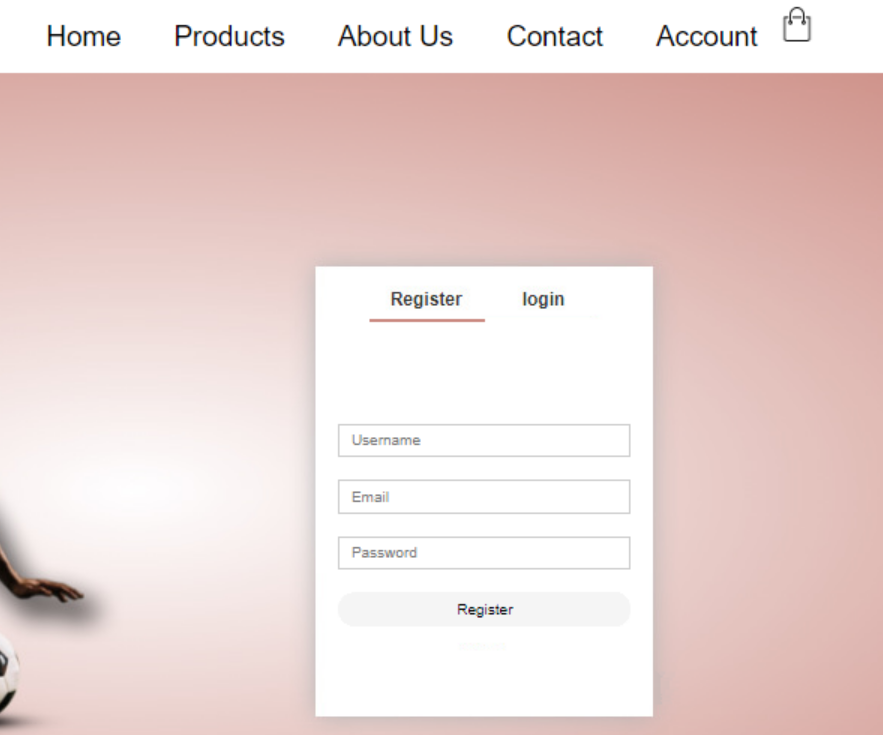 Home Products About Us Contact Account
Register login
Username
Email
Password
Register